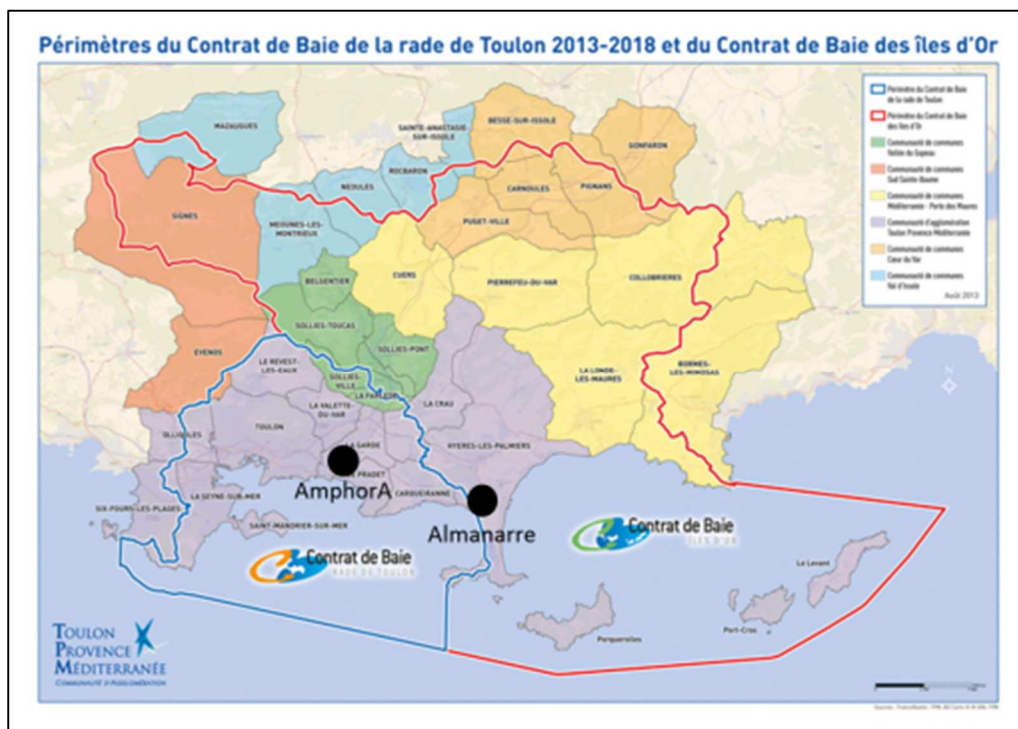 Périmètres du Contrat de Baie de la rade de Toulon 2013-2018 et du Contrat de Baie des îles d'Or
Périmètre du Contrat de Baie
de la rade de Toulon
Périmètre du Contrat de Baie
des îles d'Or
Communauté de communes
Vallée du Gapeau
Communauté de communes
Sud Sainte-Baume
Communauté de communes
Méditerranée - Porte des Maures
Communauté d'agglomération
Toulon Provence Méditerranée
Communauté de communes
Cœur du Var
Communauté de communes
Val d'Issole
Août 2013
MAZAUGUES
SAINTE-ANASTASIE-
SUR-ISSOLE
BESSE-SUR-ISSOLE
GONFARON
ROCBARON
NEOULES
CARNOULES
PIGNANS
SIGNES
PUGET-VILLE
MEOUNES-LES-
MONTRIEUX
CUERS
PIERREFEU-DU-VAR
COLLOBRIERES
BELGENTIER
SOLLIES-TOUCAS
SOLLIES-PONT
EVENOS
LE REVEST-
LES-EAUX
SOLLIES-
VILLE
LA FARLEDE
LA LONDE-
LES-MAURES
BORMES-
LES-MIMOSAS
N
LA VALETTE-
DU-VAR
LA CRAU
OLLIOULES
TOULON
LA GARDE
HYERES-LES-PALMIERS
PRADET
CARQUEIRANNE
AmphorA
LA SEYNE-SUR-MER
SIX-FOURS-LES-PLAGES
SAINT-MANDRIER-SUR-MER
Almanarre
Contrat de Baie
RADE DE TOULON
Contrat de Baie
ILES D'OR
Le Levant
Port-Cros
Porquerolles
TOULON
PROVENCE
MÉDITERRANÉE
COMMUNAUTÉ D'AGGLOMÉRATION